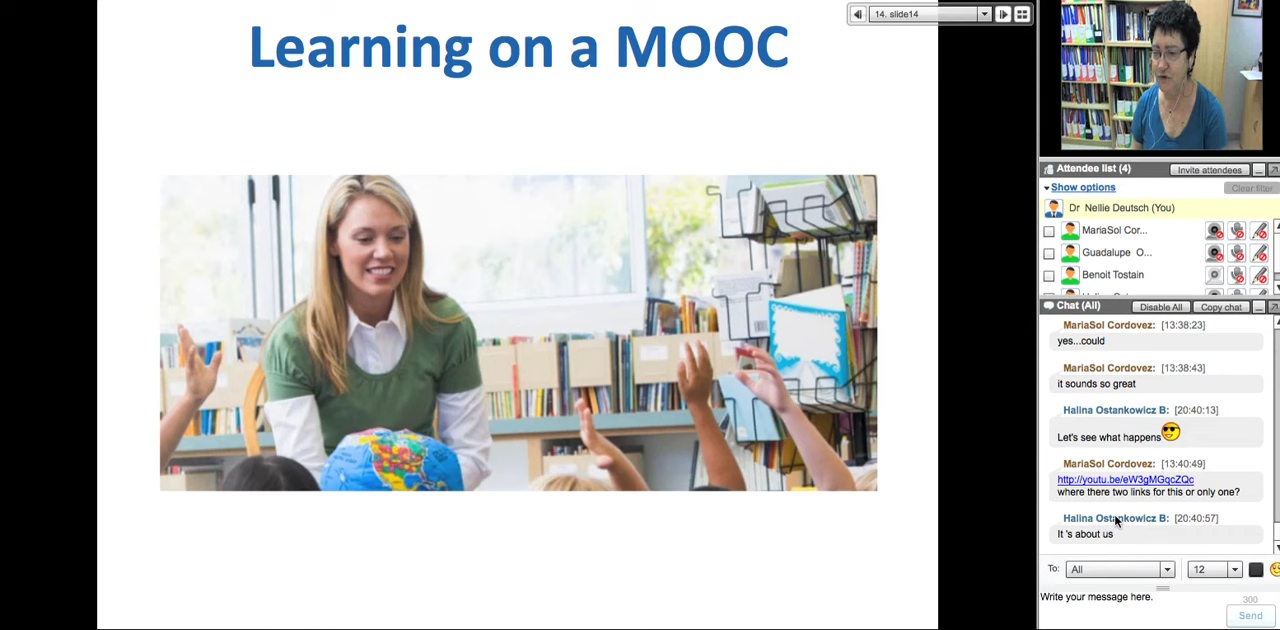 Learning on a MOOC
14. slide14
Attendee list (4)
Invite attendees
Show options
Clear filter
Dr Nellie Deutsch (You)
MariaSol Cor...
Guadalupe O...
Benoit Tostain
Chat (All)
Disable All
Copy chat
MariaSol Cordovez: [13:38:23]
yes...could
MariaSol Cordovez: [13:38:43]
it sounds so great
Halina Ostankowicz B: [20:40:13]
Let's see what happens
MariaSol Cordovez: [13:40:49]
http://youtu.be/eW3gMGqcZQc
where there two links for this or only one?
Halina Ostankowicz B: [20:40:57]
It 's about us
To: All
12
Write your message here.
300
Send